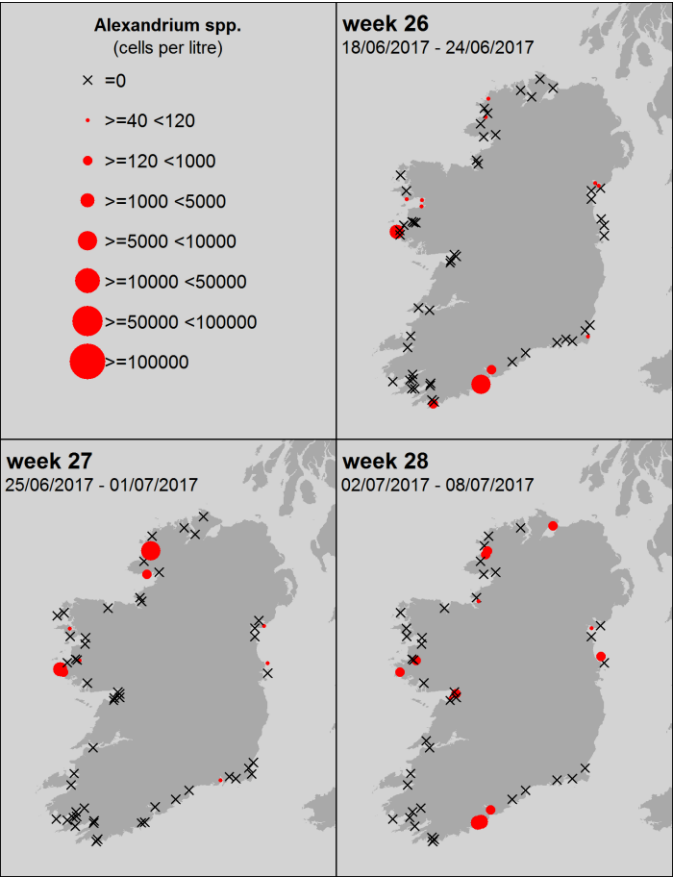 Alexandrium spp.
(cells per litre)
=0
>=40 <120
>=120 <1000
>=1000 <5000
>=5000 <10000
>=10000 <50000
>=50000 <100000
>=100000
week 26
18/06/2017 - 24/06/2017
week 27
25/06/2017 - 01/07/2017
week 28
02/07/2017 - 08/07/2017